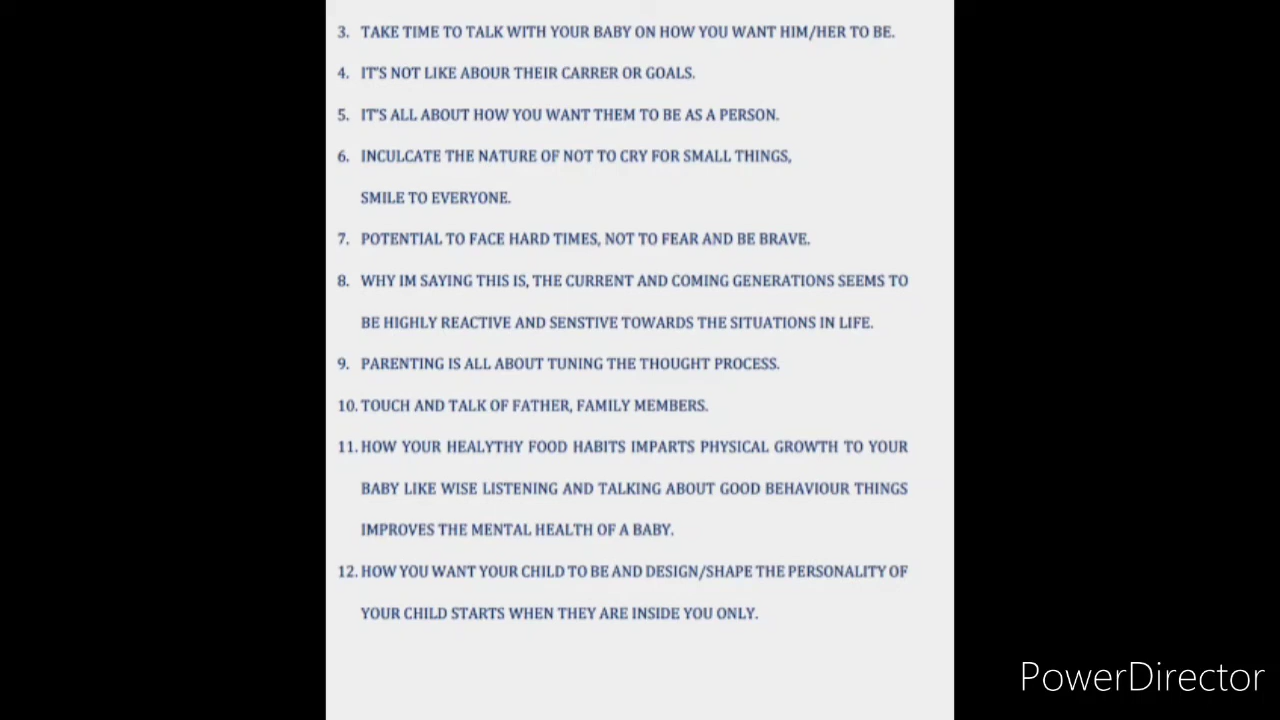 3. TAKE TIME TO TALK WITH YOUR BABY ON HOW YOU WANT HIM/HER TO BE.
4. IT'S NOT LIKE ABOUR THEIR CARRER OR GOALS.
5. IT'S ALL ABOUT HOW YOU WANT THEM TO BE AS A PERSON.
6. INCULCATE THE NATURE OF NOT TO CRY FOR SMALL THINGS,
SMILE TO EVERYONE.
7. POTENTIAL TO FACE HARD TIMES, NOT TO FEAR AND BE BRAVE.
8. WHY IM SAYING THIS IS, THE CURRENT AND COMING GENERATIONS SEEMS TO
BE HIGHLY REACTIVE AND SENSTIVE TOWARDS THE SITUATIONS IN LIFE.
9. PARENTING IS ALL ABOUT TUNING THE THOUGHT PROCESS.
10. TOUCH AND TALK OF FATHER, FAMILY MEMBERS.
11. HOW YOUR HEALYTHY FOOD HABITS IMPARTS PHYSICAL GROWTH TO YOUR
BABY LIKE WISE LISTENING AND TALKING ABOUT GOOD BEHAVIOUR THINGS
IMPROVES THE MENTAL HEALTH OF A BABY.
12. HOW YOU WANT YOUR CHILD TO BE AND DESIGN/SHAPE THE PERSONALITY OF
YOUR CHILD STARTS WHEN THEY ARE INSIDE YOU ONLY.
PowerDirector